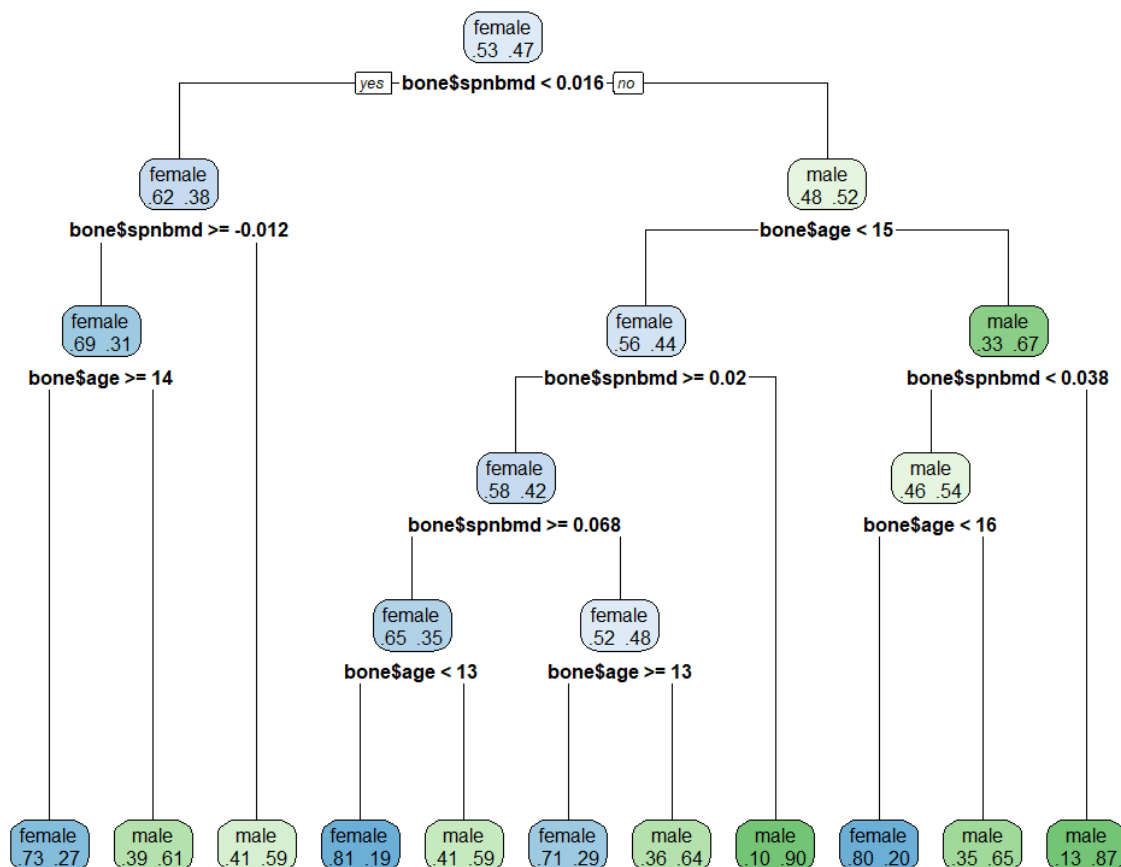 female
.53 .47
yes bone$spnbmd < 0.016 no
female
.62 .38
male
.48 .52
bone$spnbmd >= -0.012
bone$age < 15
female
.69 .31
female
.56 .44
male
.33 .67
bone$age >= 14
bone$spnbmd >= 0.02
bone$spnbmd < 0.038
female
.58 .42
male
.46 .54
bone$spnbmd >= 0.068
bone$age < 16
female
.65 .35
female
.52 .48
bone$age < 13
bone$age >= 13
female
.73 .27
male
.39 .61
male
.41 .59
female
.81 .19
male
.41 .59
female
.71 .29
male
.36 .64
male
.10 .90
female
.80 .20
male
.35 .65
male
.13 .87